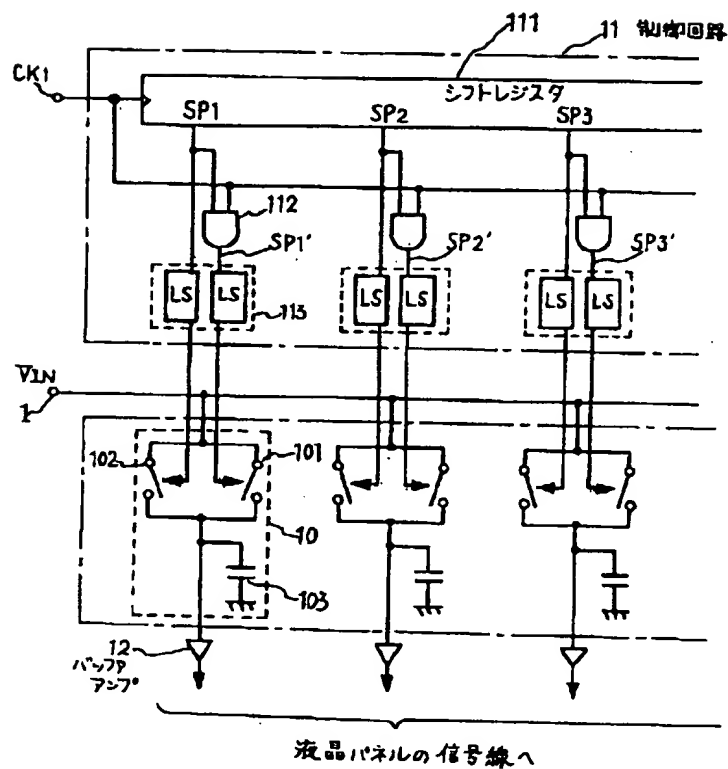 111
11 制御回路
CK1
シフトレジスタ
SP1 SP2 SP3
112
SP1' SP2' SP3'
LS LS LS LS LS LS
113
VIN
1
102 101
10
103
12
バッファアンプ
液晶パネルの信号線へ